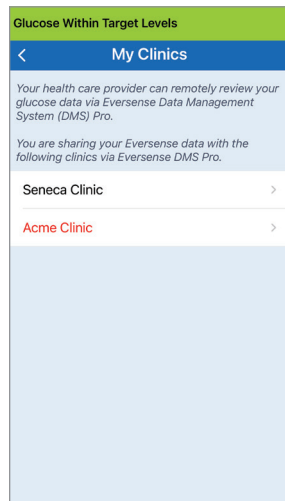 Glucose Within Target Levels
My Clinics
Your health care provider can remotely review your
glucose data via Eversense Data Management
System (DMS) Pro.
You are sharing your Eversense data with the
following clinics via Eversense DMS Pro.
Seneca Clinic
Acme Clinic